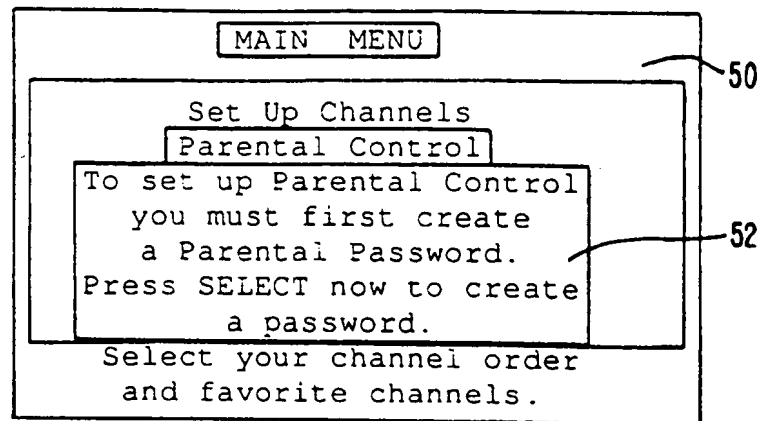 MAIN MENU
50
Set Up Channels
Parental Control
To set up Parental Control
you must first create
a Parental Password.
52
Press SELECT now to create
a password.
Select your channel order
and favorite channels.